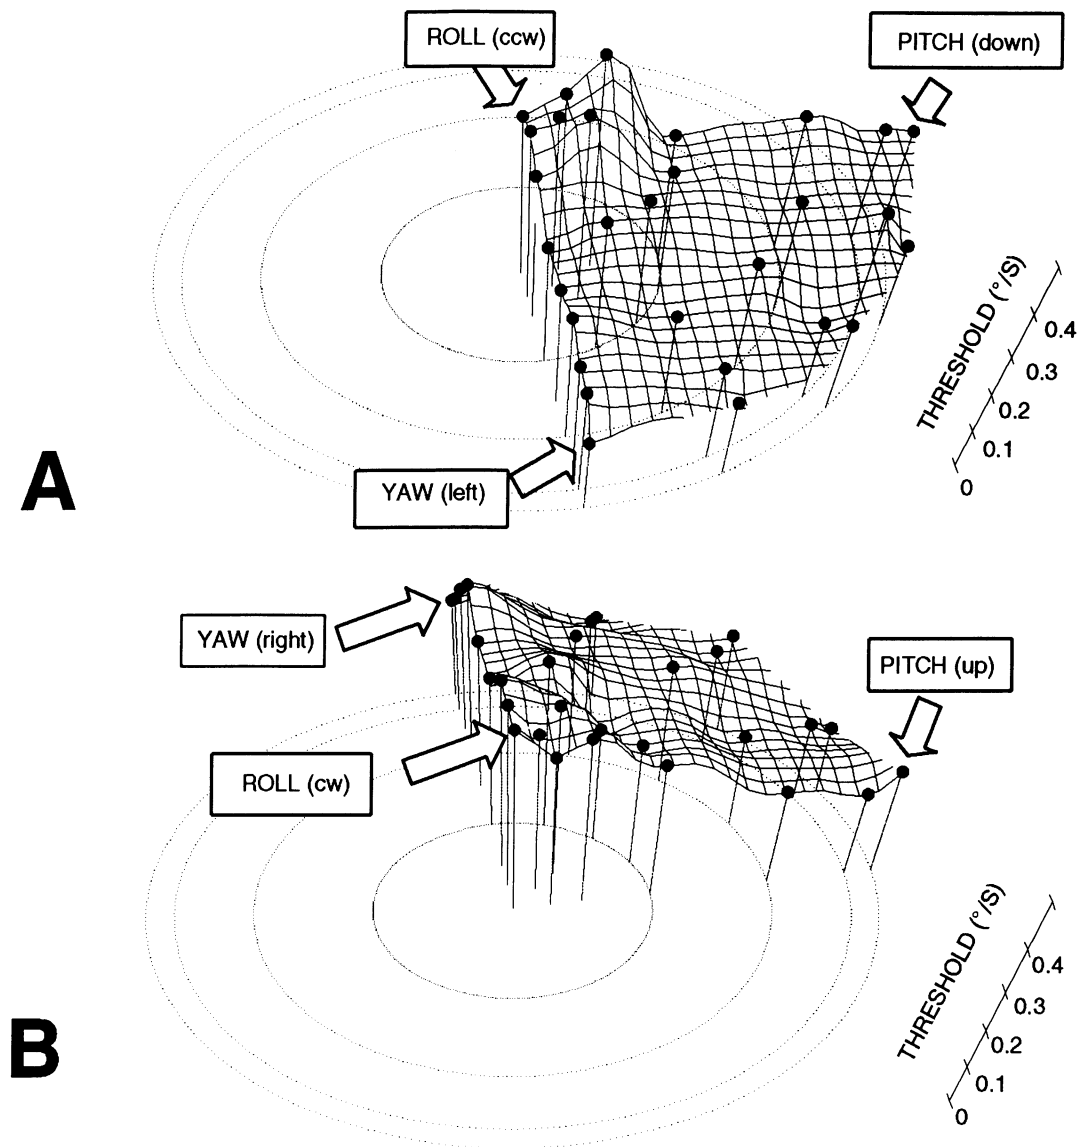 ROLL (ccw)
PITCH (down)
THRESHOLD (°/S)
0.4
0.3
0.2
0.1
0
A
YAW (left)
YAW (right)
PITCH (up)
ROLL (cw)
THRESHOLD (°/S)
0.4
0.3
0.2
0.1
0
B